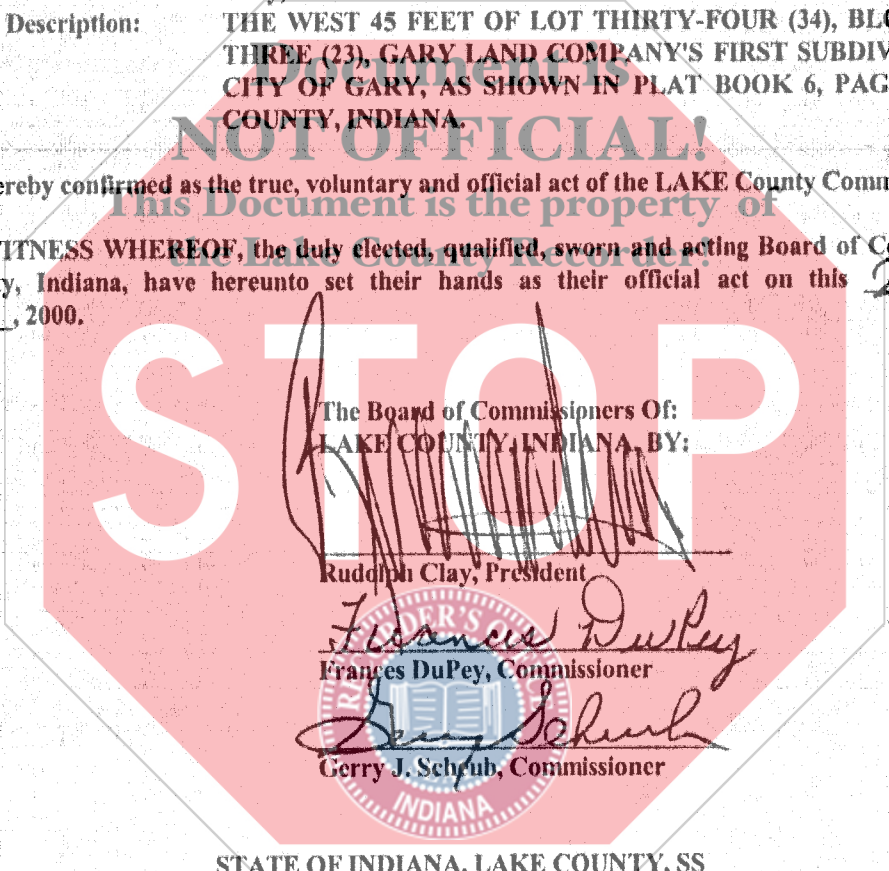 Description: THE WEST 45 FEET OF LOT THIRTY-FOUR (34),
THREE (23), GARY LAND COMPANY'S FIRST
CITY OF GARY, AS SHOWN IN PLAT BOOK 6,
COUNTY, INDIANA.
Document is
NOT OFFICIAL!
ereby confirmed as the true, voluntary and official act of the LAKE County Comm
This Document is the property of
the Lake County Recorder!
ITNESS WHEREOF, the duly elected, qualified, sworn and acting Board of
y, Indiana, have hereunto set their hands as their official act on this 2
, 2000.
STOP
The Board of Commissioners Of:
LAKE COUNTY, INDIANA, BY:
Rudolph Clay, President
Frances DuPey
Frances DuPey, Commissioner
Gerry Scheub
Gerry J. Scheub, Commissioner
RECORDER'S OFFICE
INDIANA
STATE OF INDIANA, LAKE COUNTY, SS